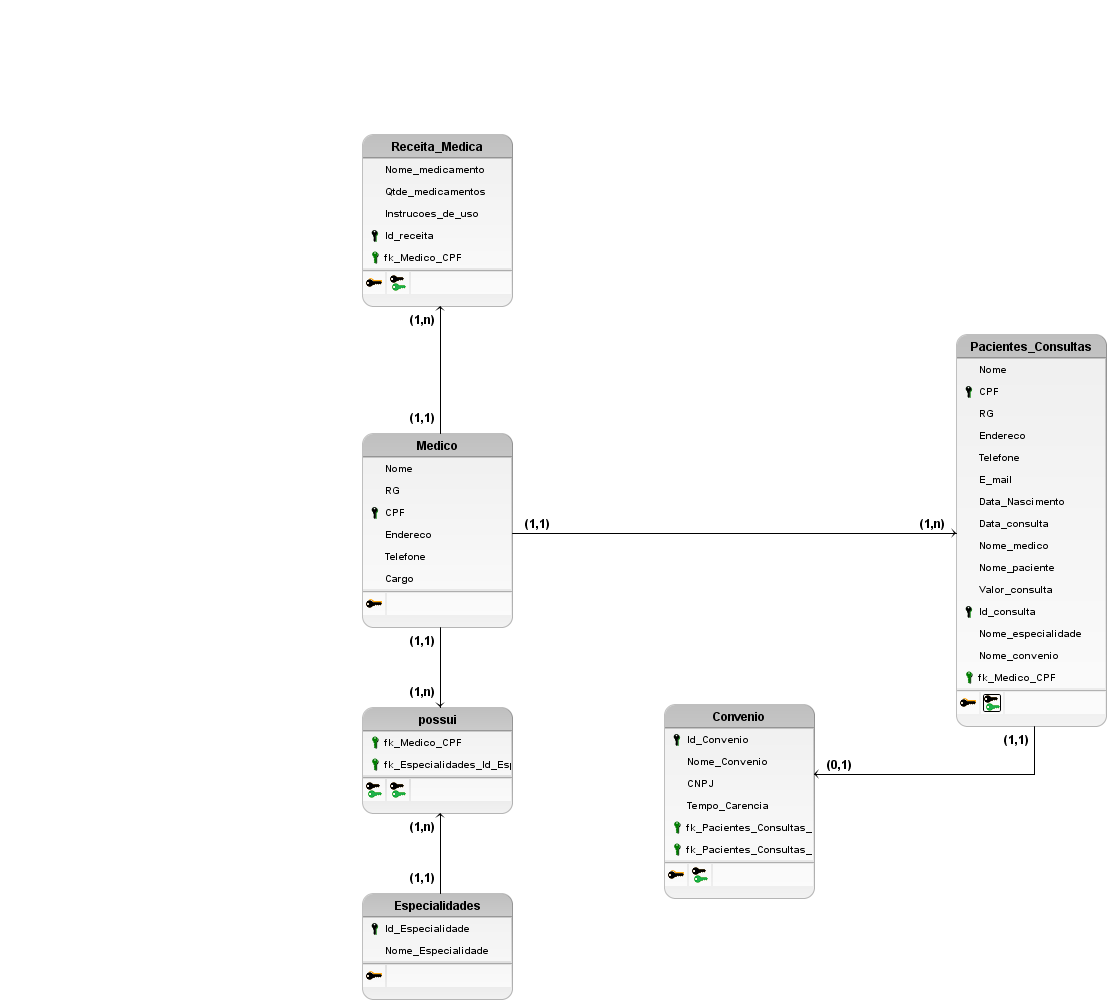 Receita_Medica
Nome_medicamento
Qtde_medicamentos
Instrucoes_de_uso
Id_receita
fk_Medico_CPF
(1,n)
(1,1)
Medico
Nome
RG
CPF
Endereco
Telefone
Cargo
(1,1)
(1,n)
Pacientes_Consultas
Nome
CPF
RG
Endereco
Telefone
E_mail
Data_Nascimento
Data_consulta
Nome_medico
Nome_paciente
Valor_consulta
Id_consulta
Nome_especialidade
Nome_convenio
fk_Medico_CPF
(1,1)
(1,n)
possui
fk_Medico_CPF
fk_Especialidades_Id_Esp
(1,n)
(1,1)
Especialidades
Id_Especialidade
Nome_Especialidade
Convenio
Id_Convenio
Nome_Convenio
CNPJ
Tempo_Carencia
fk_Pacientes_Consultas_
fk_Pacientes_Consultas_
(0,1)
(1,1)